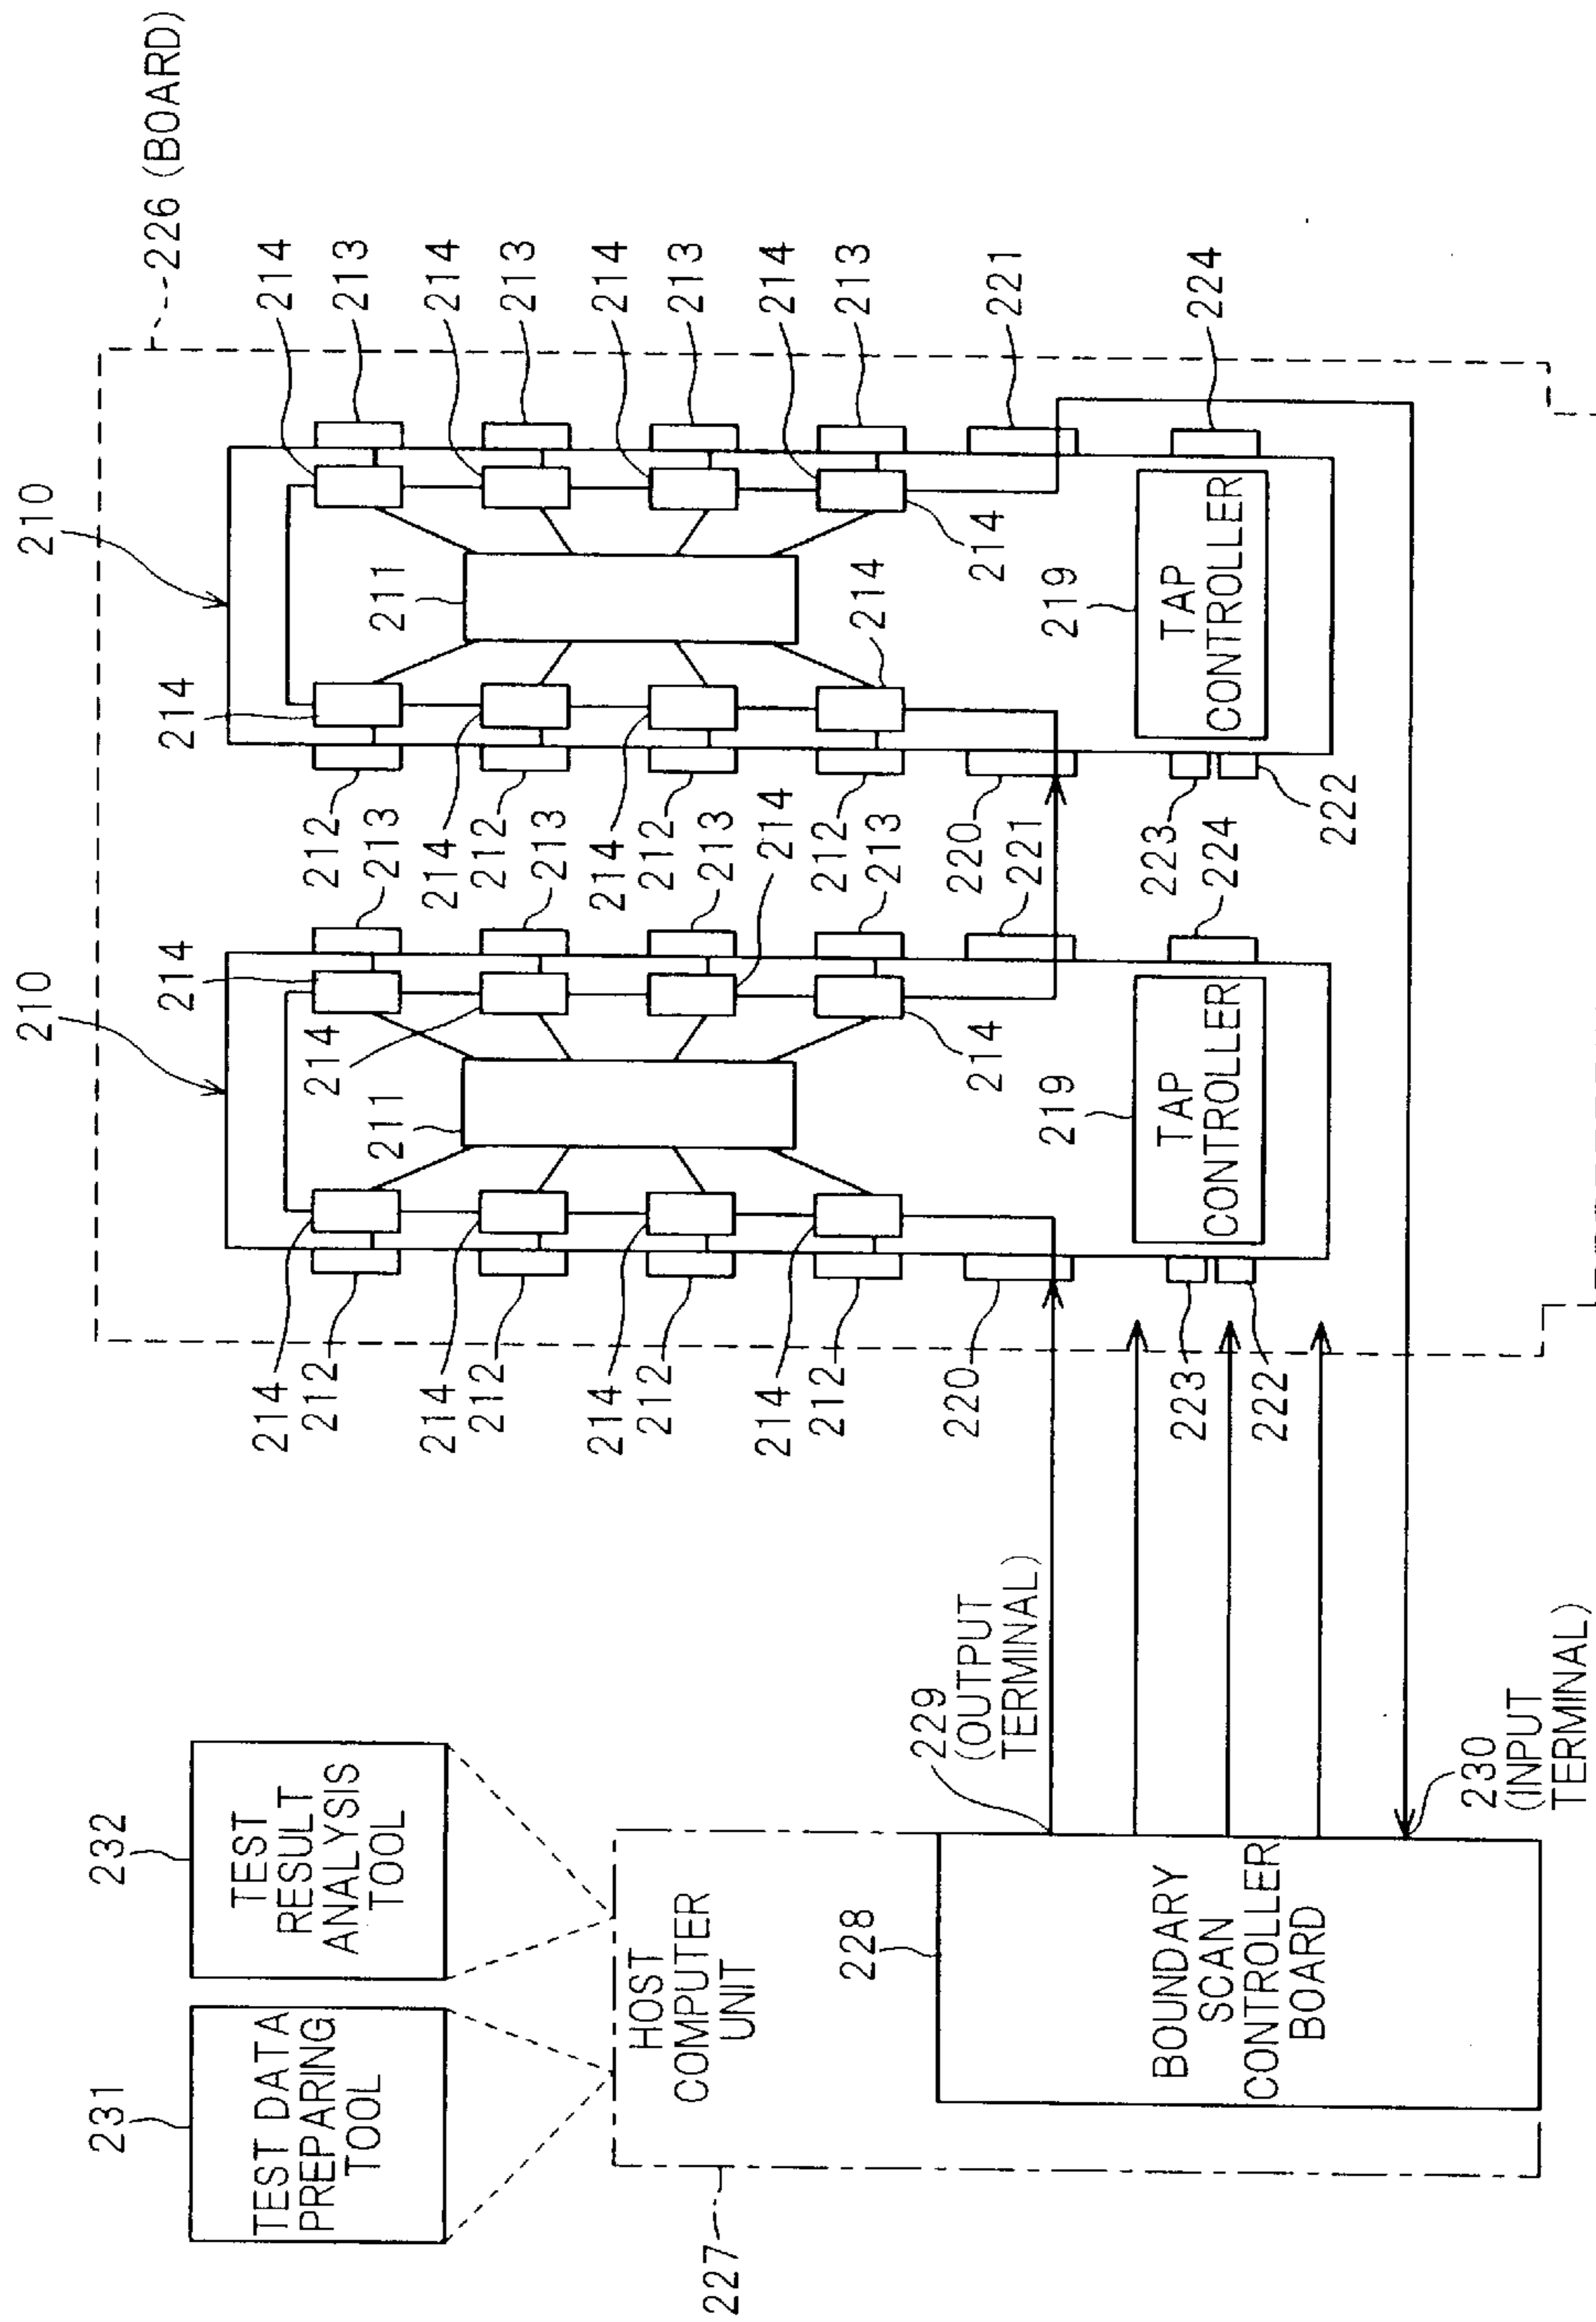 210
210
226 (BOARD)
231
TEST DATA
PREPARING
TOOL
232
TEST
RESULT
ANALYSIS
TOOL
214
214
214
214
212
214
212
213
213
211
211
214
214
214
212
212
213
213
214
214
214
212
212
213
213
214
214
214
212
212
213
214
213
214
214
220
220
221
221
227
HOST
COMPUTER
UNIT
228
BOUNDARY
SCAN
CONTROLLER
BOARD
229
(OUTPUT
TERMINAL)
219
TAP
CONTROLLER
219
TAP
CONTROLLER
223
223
224
224
222
222
230
(INPUT
TERMINAL)